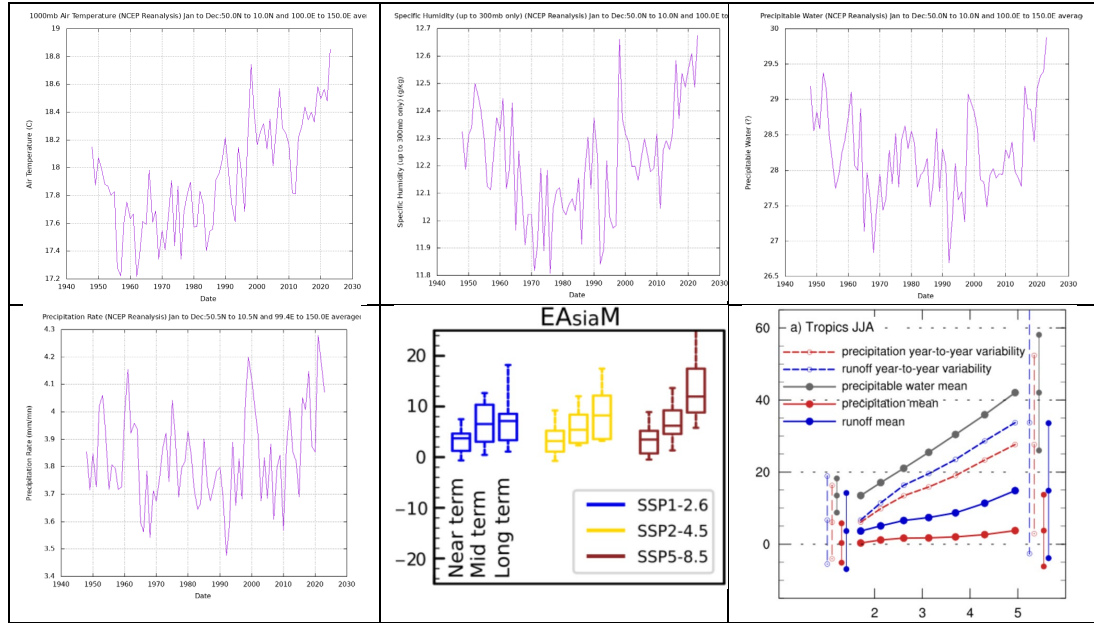 1000mb Air Temperature (NCEP Reanalysis) Jan to Dec:50.0N to 10.0N and 100.0E to 150.0E aver
19
18.8
18.6
18.4
18.2
18
17.8
17.6
17.4
17.2
Air Temperature (C)
1940 1950 1960 1970 1980 1990 2000 2010 2020 2030
Date
Specific Humidity (up to 300mb only) (NCEP Reanalysis) Jan to Dec:50.0N to 10.0N and 100.0E to
12.7
12.6
12.5
12.4
12.3
12.2
12.1
12
11.9
11.8
Specific Humidity (up to 300mb only) (g/kg)
1940 1950 1960 1970 1980 1990 2000 2010 2020 2030
Date
Precipitable Water (NCEP Reanalysis) Jan to Dec:50.0N to 10.0N and 100.0E to 150.0E averag
30
29.5
29
28.5
28
27.5
27
26.5
Precipitable Water (?)
1940 1950 1960 1970 1980 1990 2000 2010 2020 2030
Date
Precipitation Rate (NCEP Reanalysis) Jan to Dec:50.5N to 10.5N and 99.4E to 150.0E averaged
4.3
4.2
4.1
4
3.9
3.8
3.7
3.6
3.5
3.4
Precipitation Rate (mm/mn)
1940 1950 1960 1970 1980 1990 2000 2010 2020 2030
Date
EAsiaM
20
10
0
−10
−20
Near term
Mid term
Long term
SSP1-2.6
SSP2-4.5
SSP5-8.5
a) Tropics JJA
precipitation year-to-year variability
runoff year-to-year variability
precipitable water mean
precipitation mean
runoff mean
60
40
20
0
2 3 4 5